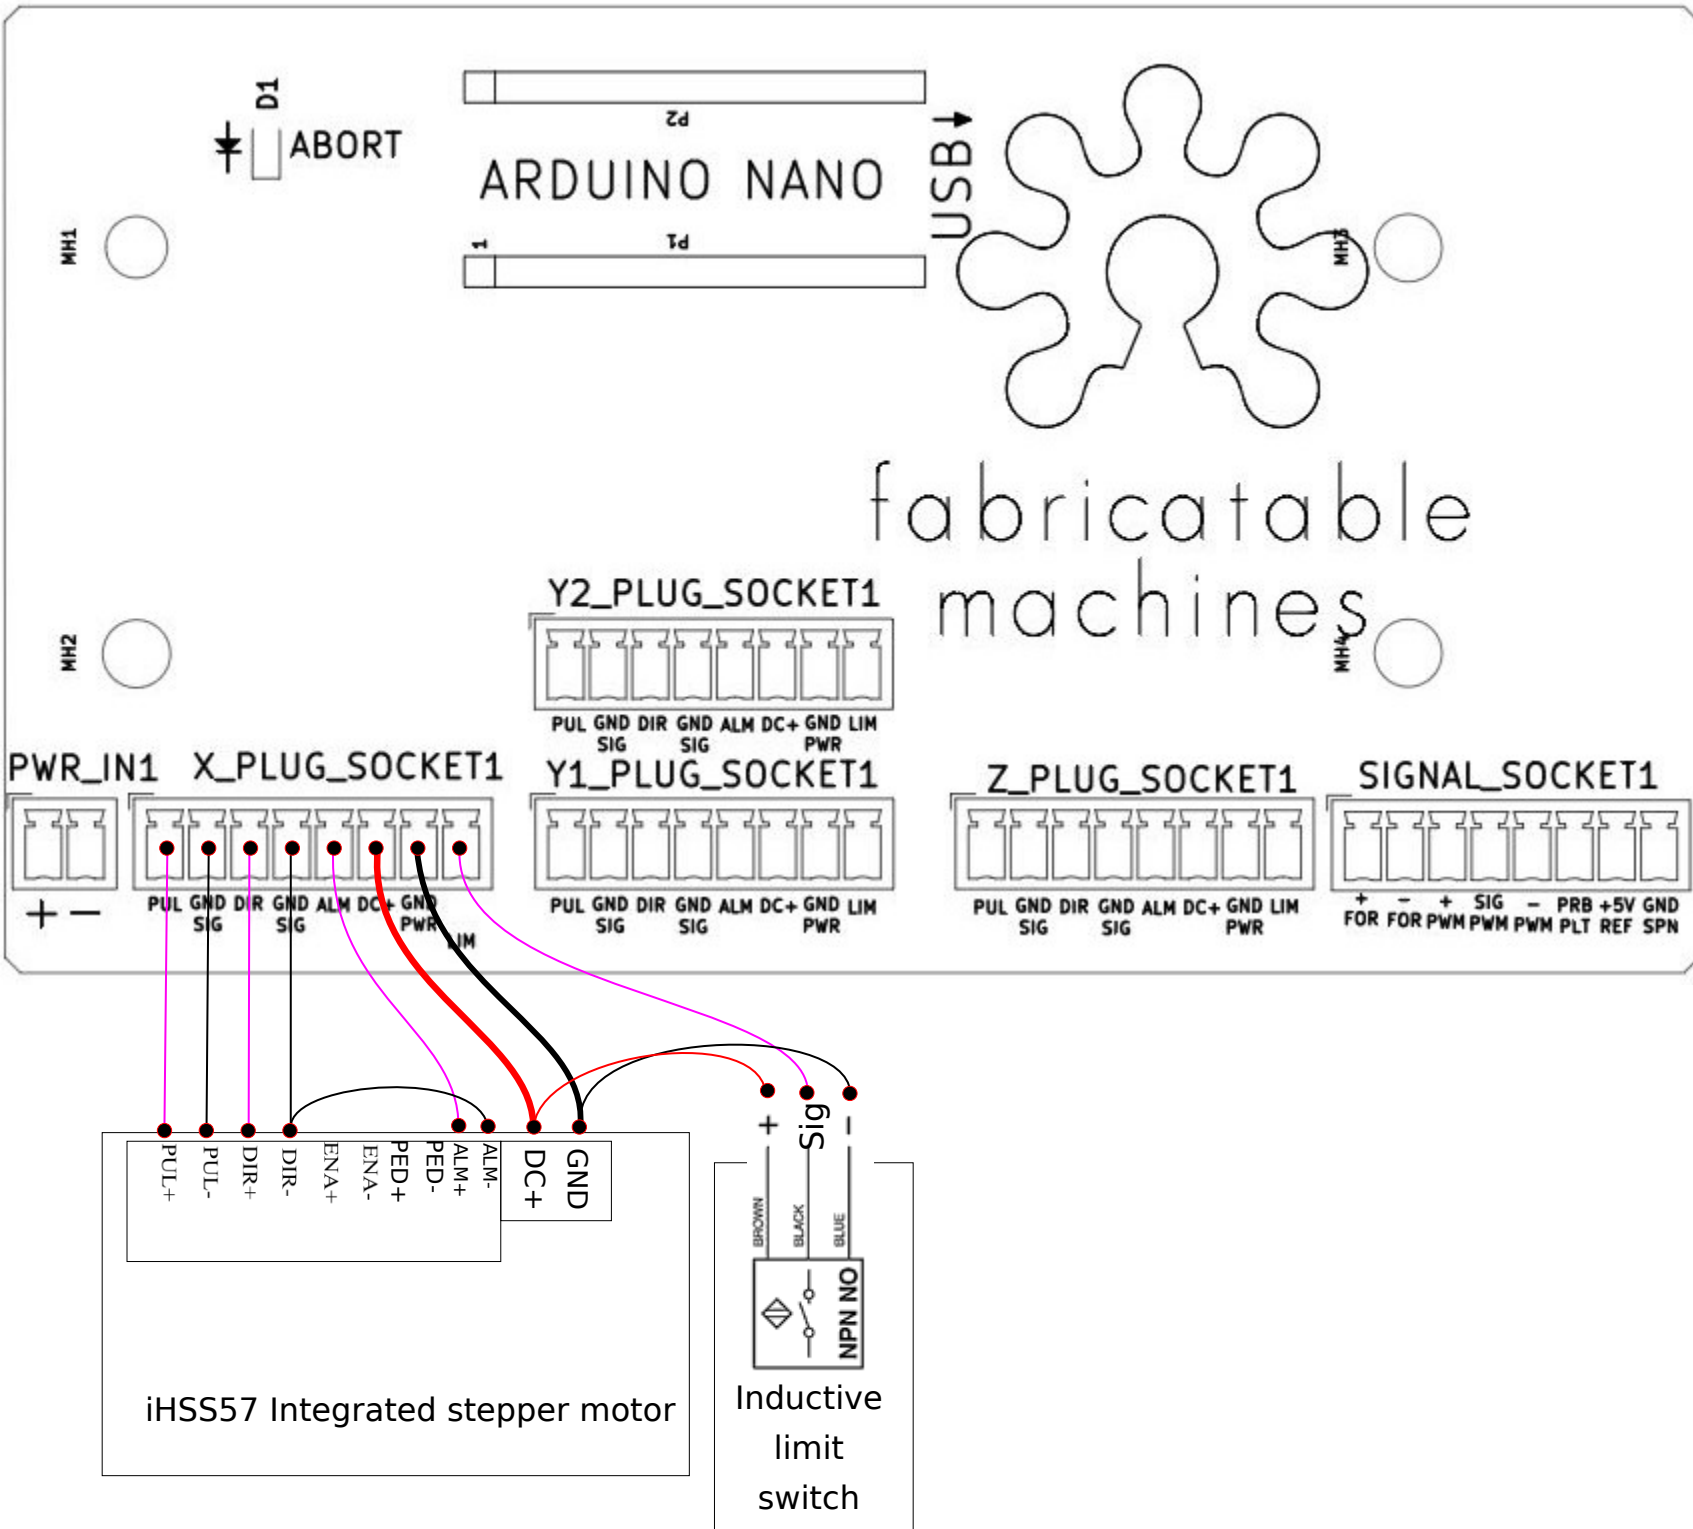 D1
ABORT
P2
ARDUINO NANO
USB
1
P1
MH1
MH3
fabricatable
machines
MH2
MH4
Y2_PLUG_SOCKET1
PUL GND DIR GND ALM DC+ GND LIM
SIG SIG PWR
PWR_IN1
+ −
X_PLUG_SOCKET1
PUL GND DIR GND ALM DC+ GND
SIG SIG PWR
LIM
Y1_PLUG_SOCKET1
PUL GND DIR GND ALM DC+ GND LIM
SIG SIG PWR
Z_PLUG_SOCKET1
PUL GND DIR GND ALM DC+ GND LIM
SIG SIG PWR
SIGNAL_SOCKET1
+ − + SIG − PRB +5V GND
FOR FOR PWM PWM PWM PLT REF SPN
PUL+
PUL-
DIR+
DIR-
ENA+
ENA-
PED+
PED-
ALM+
ALM-
DC+
GND
iHSS57 Integrated stepper motor
+
Sig
−
BROWN
BLACK
BLUE
NPN NO
Inductive
limit
switch